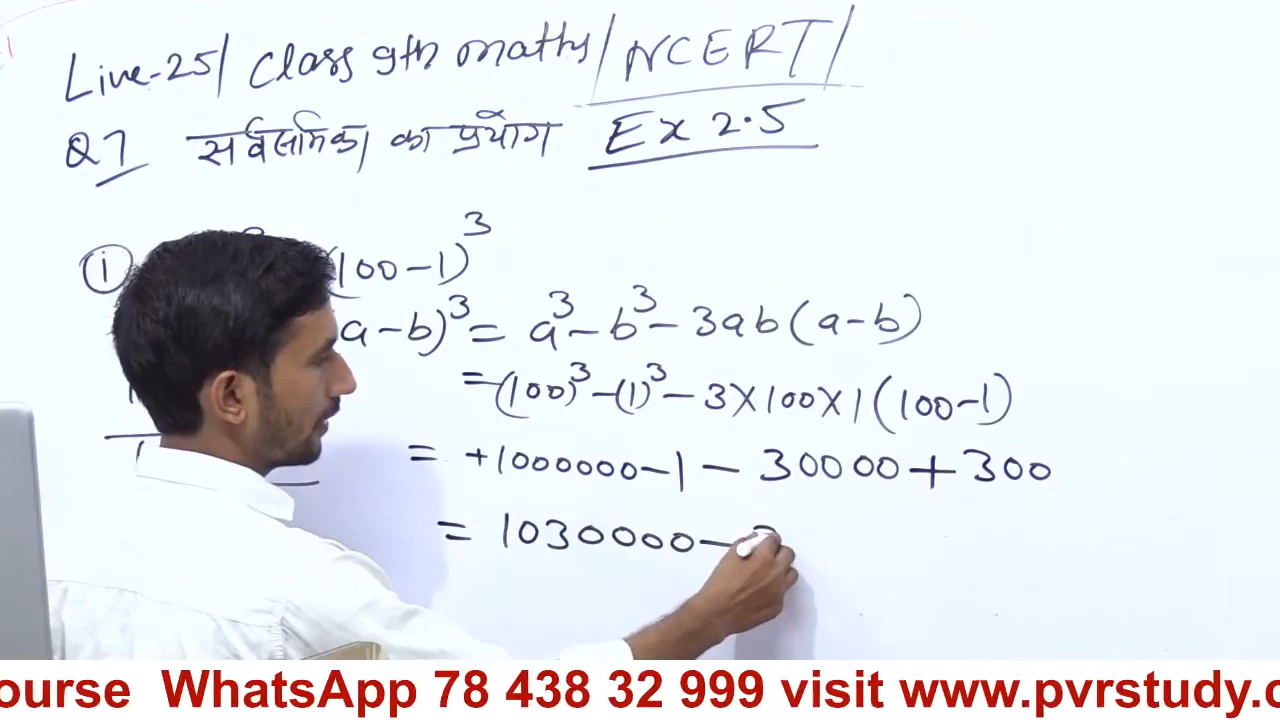 Live-25/ Class 9th maths/ NCERT/
Q7 सर्वसमिका का प्रयोग Ex 2.5
i (100-1)³
a-b)³ = a³-b³-3ab(a-b)
=(100)³-(1)³-3×100×1(100-1)
= +1000000-1-30000+300
= 1030000-
ourse WhatsApp 78 438 32 999 visit www.pvrstudy.c